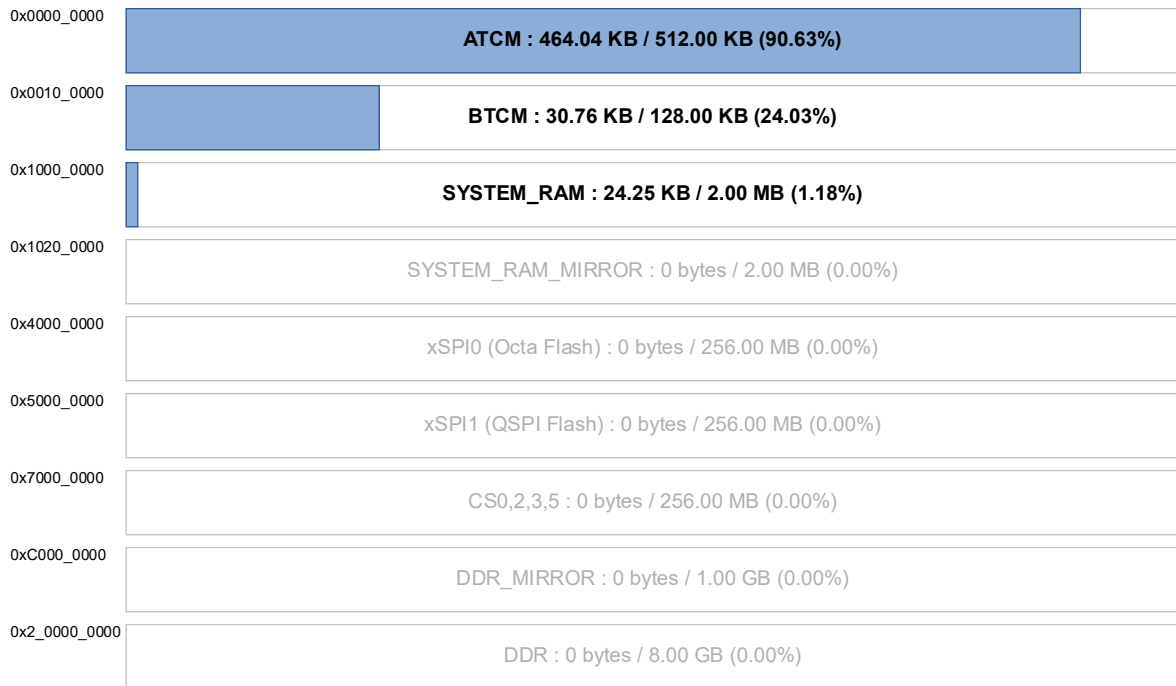 0x0000_0000
ATCM : 464.04 KB / 512.00 KB (90.63%)
0x0010_0000
BTCM : 30.76 KB / 128.00 KB (24.03%)
0x1000_0000
SYSTEM_RAM : 24.25 KB / 2.00 MB (1.18%)
0x1020_0000
SYSTEM_RAM_MIRROR : 0 bytes / 2.00 MB (0.00%)
0x4000_0000
xSPI0 (Octa Flash) : 0 bytes / 256.00 MB (0.00%)
0x5000_0000
xSPI1 (QSPI Flash) : 0 bytes / 256.00 MB (0.00%)
0x7000_0000
CS0,2,3,5 : 0 bytes / 256.00 MB (0.00%)
0xC000_0000
DDR_MIRROR : 0 bytes / 1.00 GB (0.00%)
0x2_0000_0000
DDR : 0 bytes / 8.00 GB (0.00%)